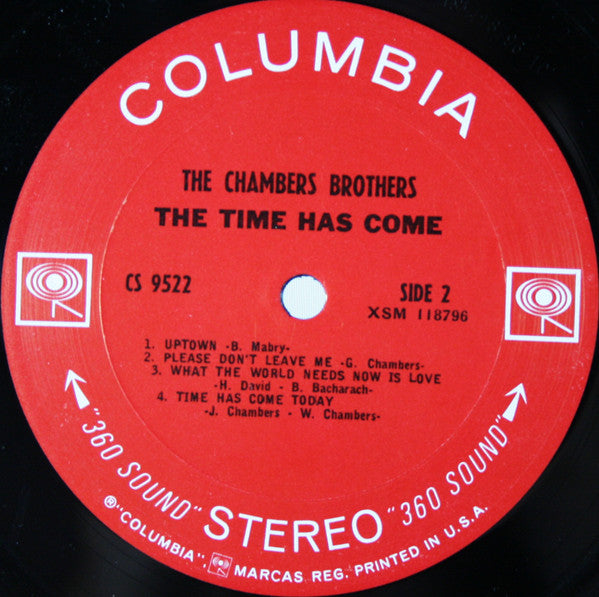 COLUMBIA
THE CHAMBERS BROTHERS
THE TIME HAS COME
CS 9522
SIDE 2
XSM 118796
1. UPTOWN -B. Mabry-
2. PLEASE DON'T LEAVE ME -G. Chambers-
3. WHAT THE WORLD NEEDS NOW IS LOVE
-H. David - B. Bacharach-
4. TIME HAS COME TODAY
-J. Chambers - W. Chambers-
"360 SOUND" STEREO "360 SOUND"
®"COLUMBIA", MARCAS REG. PRINTED IN U.S.A.